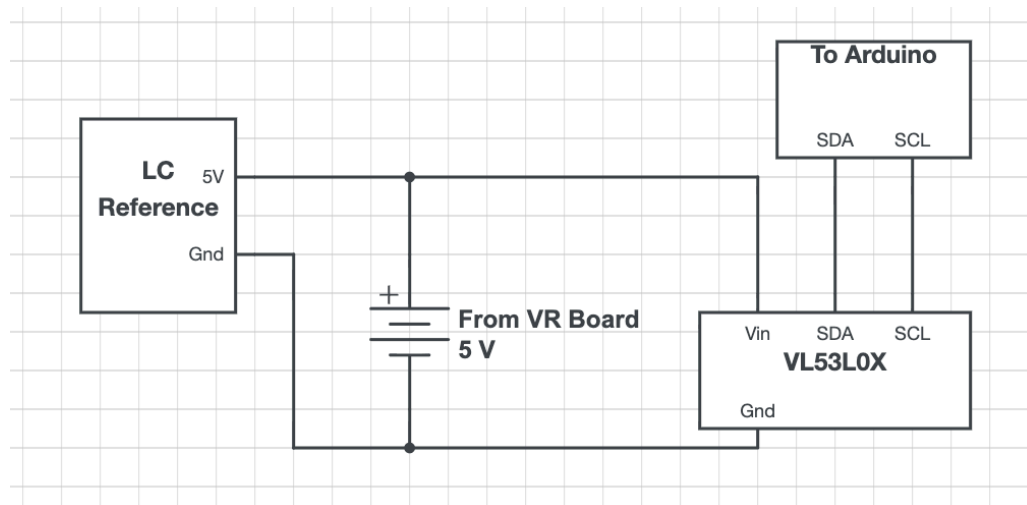 To Arduino
SDA SCL
LC
Reference
5V
Gnd
+
From VR Board
5 V
Vin SDA SCL
VL53L0X
Gnd